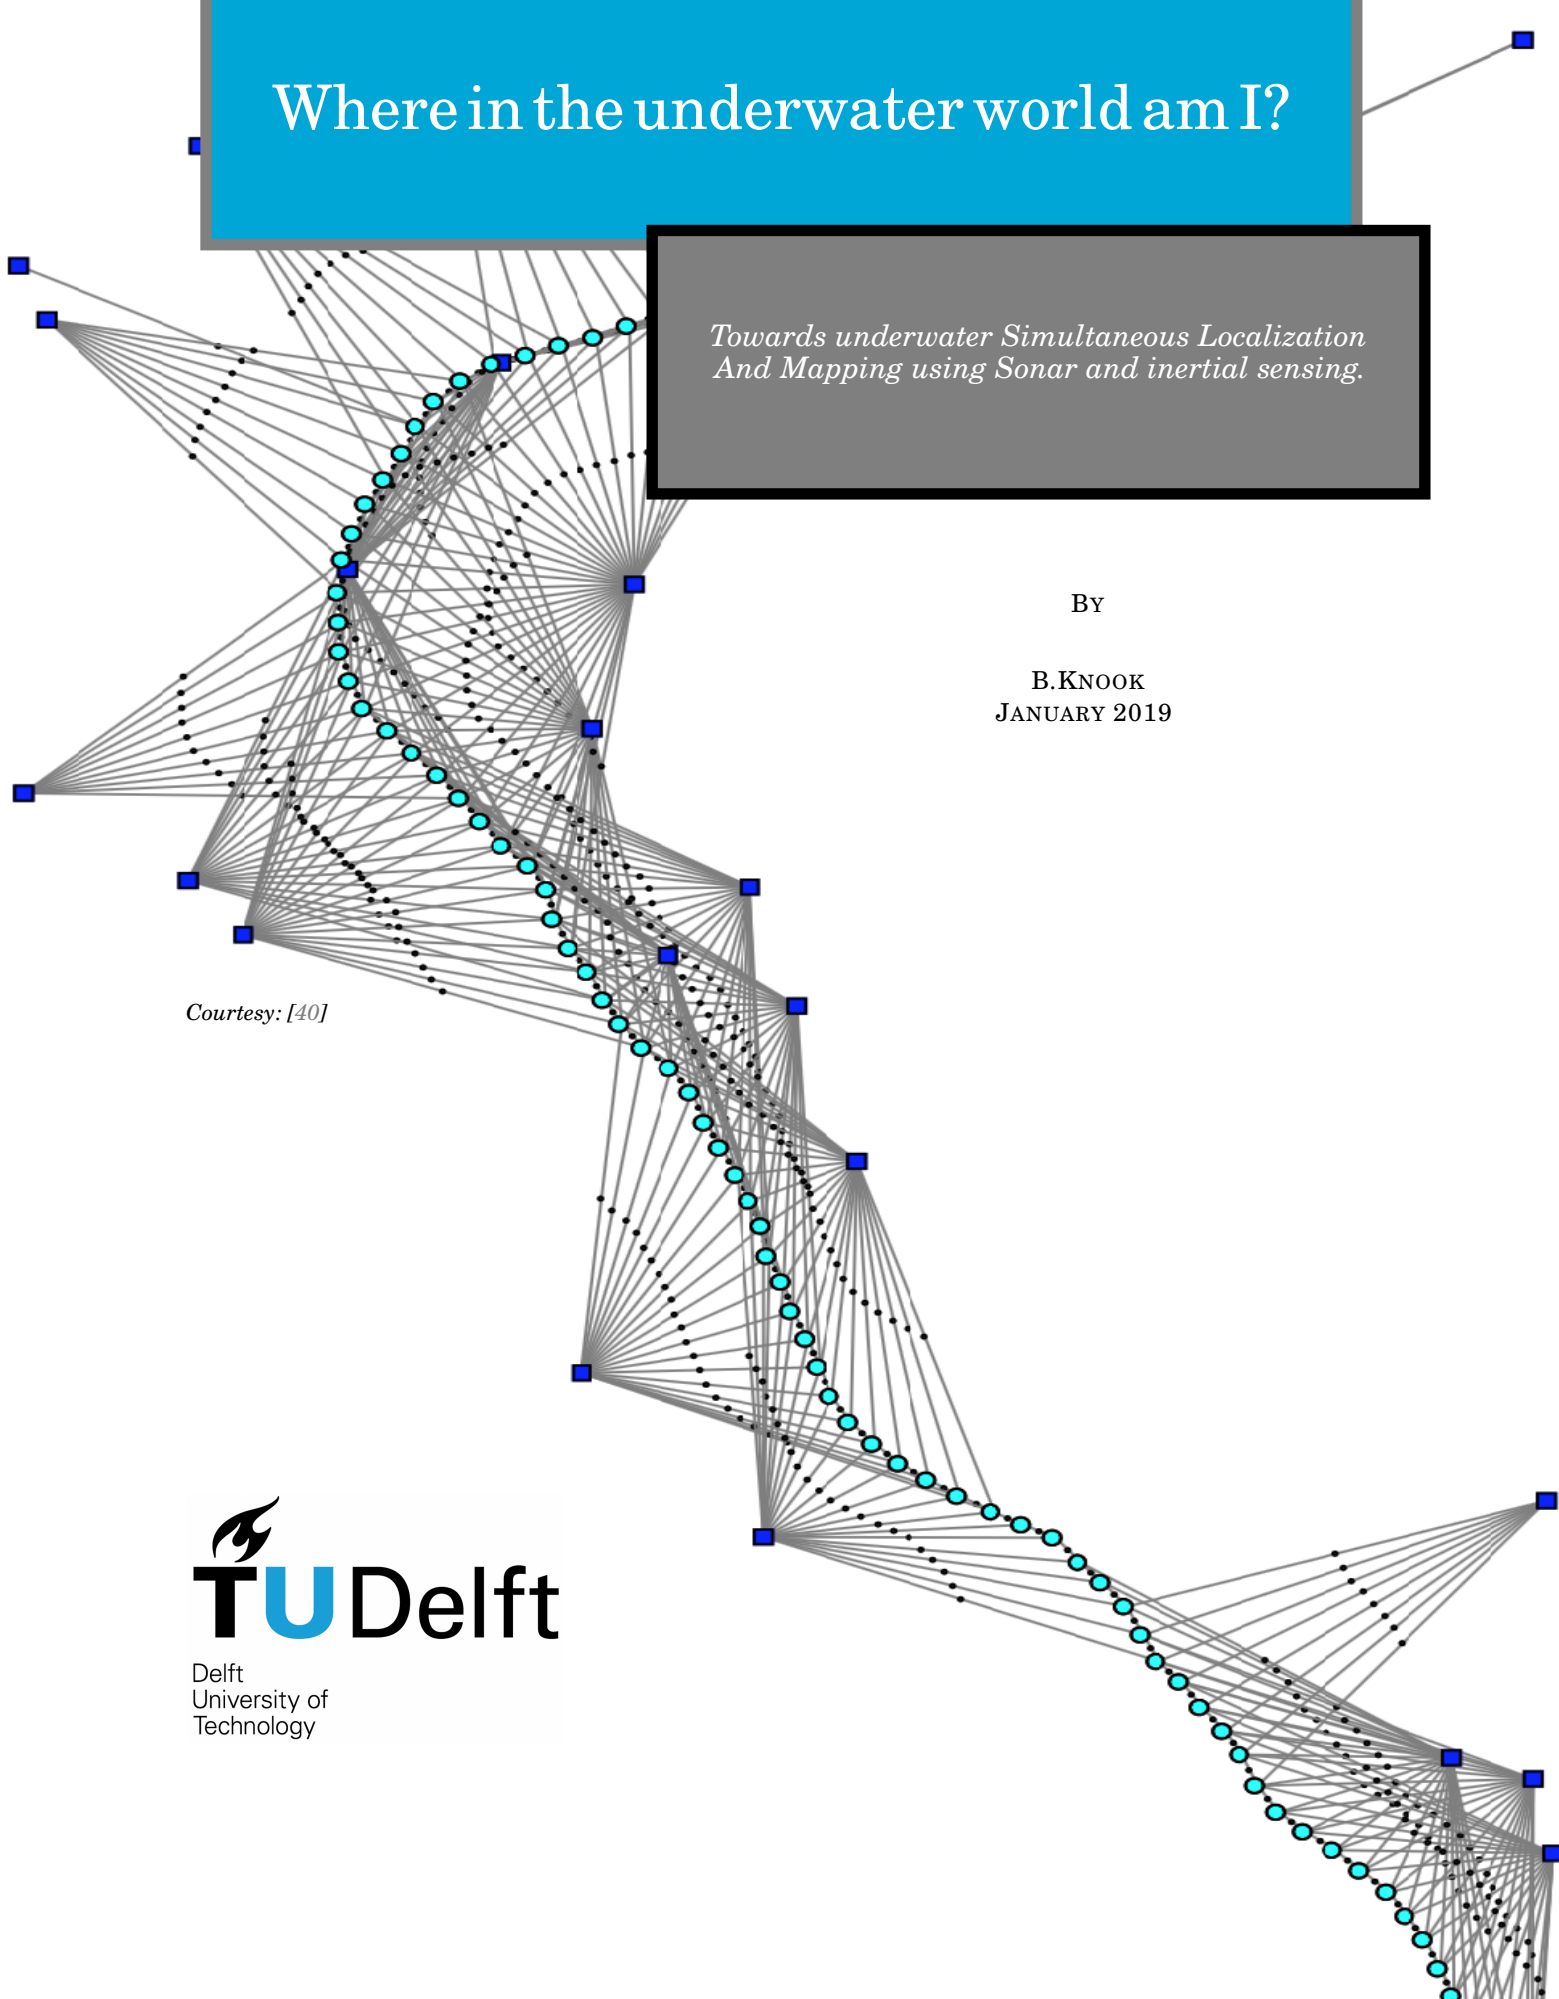 Where in the underwater world am I?
Towards underwater Simultaneous Localization
And Mapping using Sonar and inertial sensing.
BY
B.KNOOK
JANUARY 2019
Courtesy: [40]
TUDelft
Delft
University of
Technology